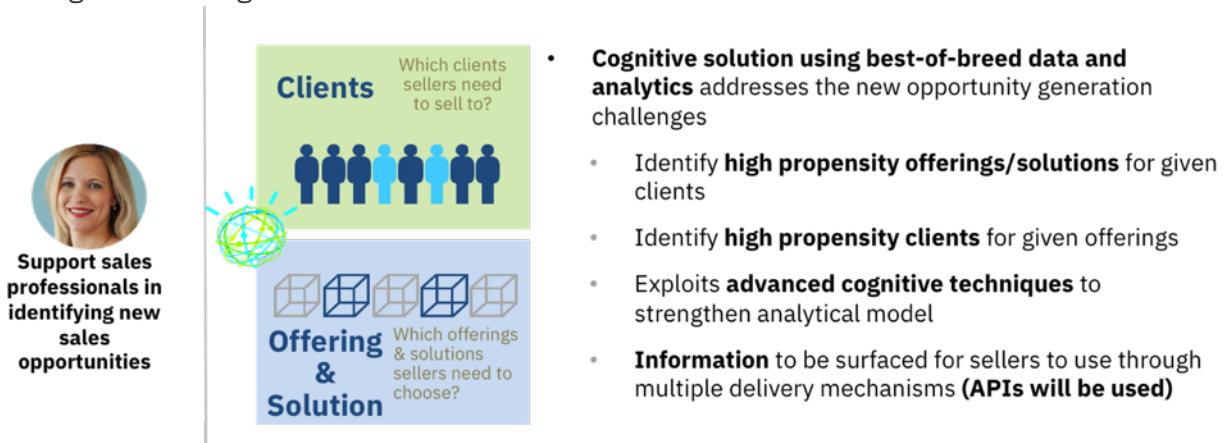 Support sales
professionals in
identifying new
sales
opportunities
Clients
Which clients
sellers need
to sell to?
Offering
&
Solution
Which offerings
& solutions
sellers need to
choose?
• Cognitive solution using best-of-breed data and
analytics addresses the new opportunity generation
challenges
• Identify high propensity offerings/solutions for given
clients
• Identify high propensity clients for given offerings
• Exploits advanced cognitive techniques to
strengthen analytical model
• Information to be surfaced for sellers to use through
multiple delivery mechanisms (APIs will be used)